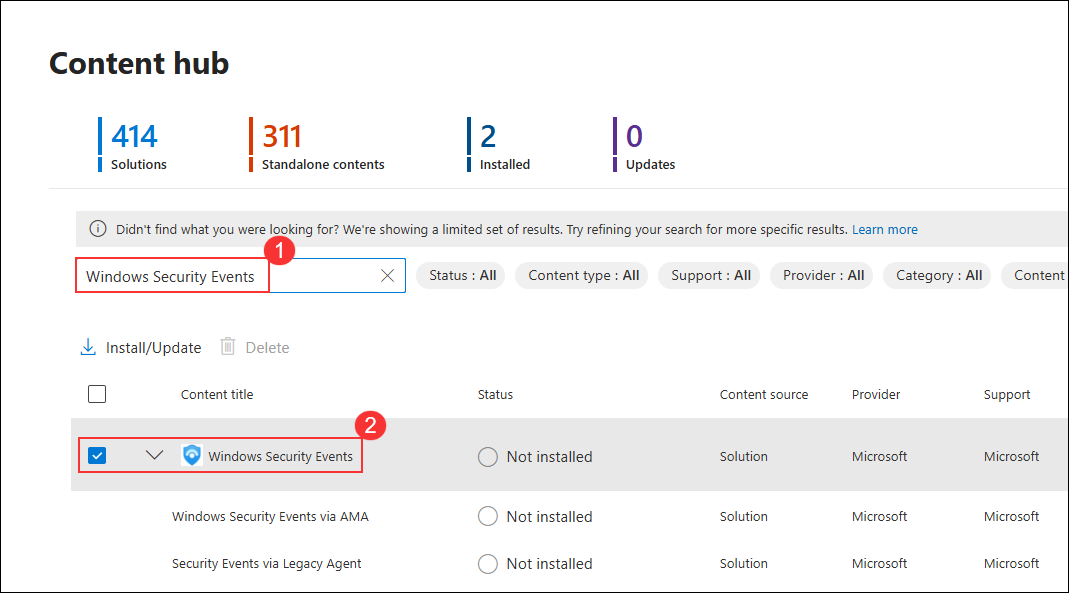 Content hub
414 311 2 0
Solutions Standalone contents Installed Updates
Didn't find what you were looking for? We're showing a limited set of results. Try refining your search for more specific results. Learn more
1
Windows Security Events Status : All Content type : All Support : All Provider : All Category : All Content
Install/Update Delete
Content title Status Content source Provider Support
2
Windows Security Events Not installed Solution Microsoft Microsoft
Windows Security Events via AMA Not installed Solution Microsoft Microsoft
Security Events via Legacy Agent Not installed Solution Microsoft Microsoft